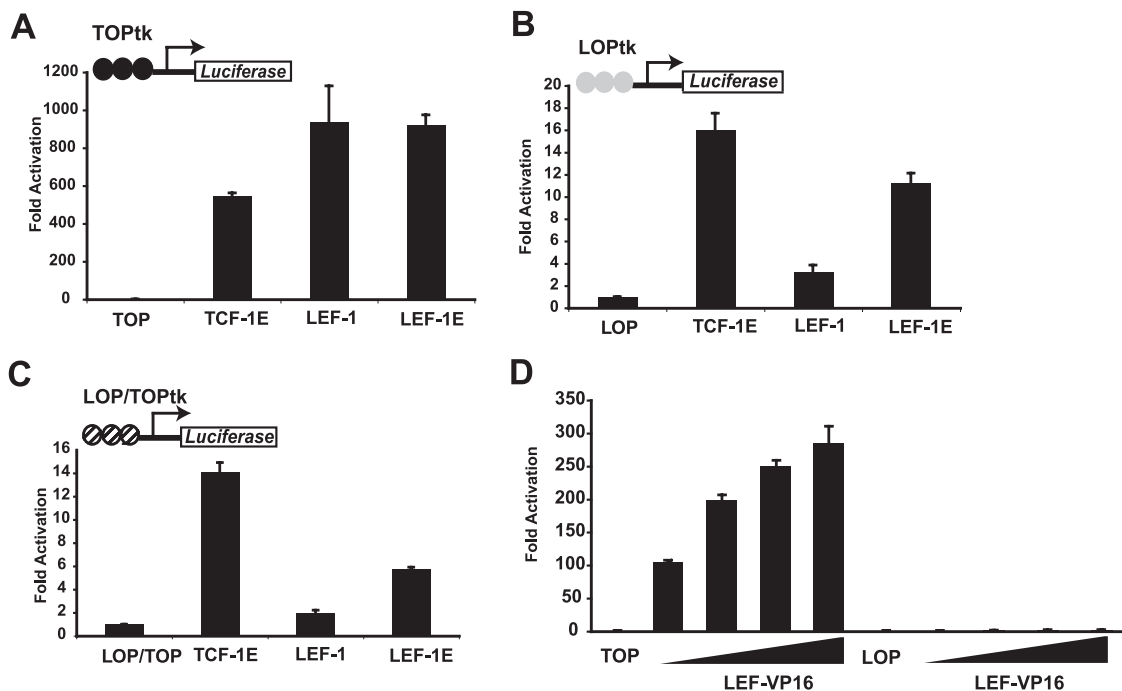 A
TOPtk
Luciferase
Fold Activation
1200
1000
800
600
400
200
0
TOP
TCF-1E
LEF-1
LEF-1E
B
LOPtk
Luciferase
Fold Activation
20
18
16
14
12
10
8
6
4
2
0
LOP
TCF-1E
LEF-1
LEF-1E
C
LOP/TOPtk
Luciferase
Fold Activation
16
14
12
10
8
6
4
2
0
LOP/TOP
TCF-1E
LEF-1
LEF-1E
D
Fold Activation
350
300
250
200
150
100
50
0
TOP
LEF-VP16
LOP
LEF-VP16